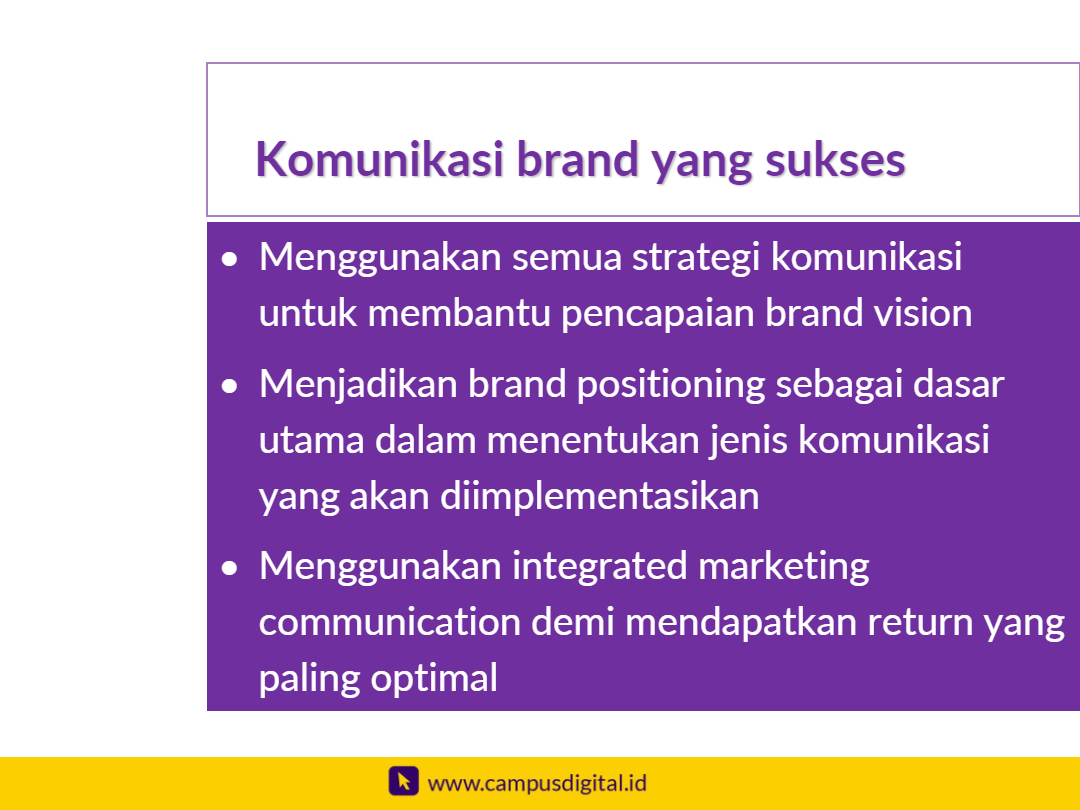 Komunikasi brand yang sukses
• Menggunakan semua strategi komunikasi
untuk membantu pencapaian brand vision
• Menjadikan brand positioning sebagai dasar
utama dalam menentukan jenis komunikasi
yang akan diimplementasikan
• Menggunakan integrated marketing
communication demi mendapatkan return yang
paling optimal
www.campusdigital.id